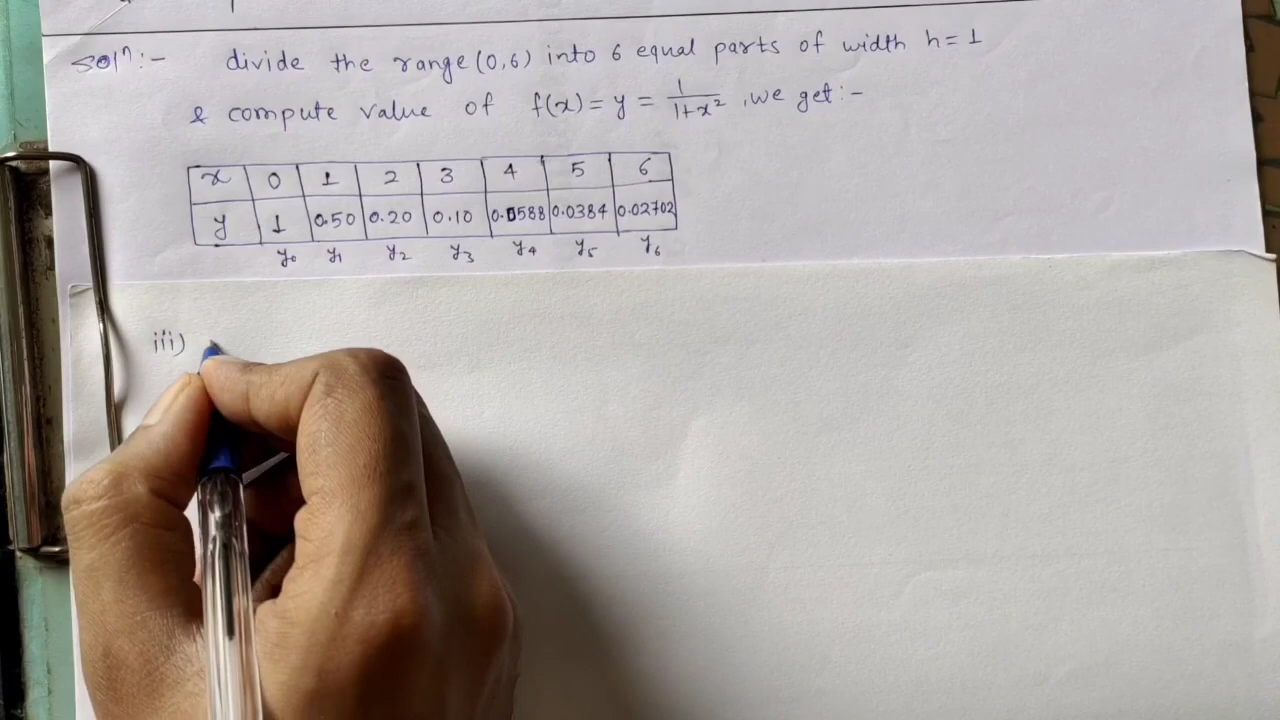 Solⁿ:- divide the range (0,6) into 6 equal parts of width h=1
& compute value of f(x)=y= 1/1+x², we get:-
x 0 1 2 3 4 5 6
y 1 0.50 0.20 0.10 0.0588 0.0384 0.02702
y₀ y₁ y₂ y₃ y₄ y₅ y₆
iii)